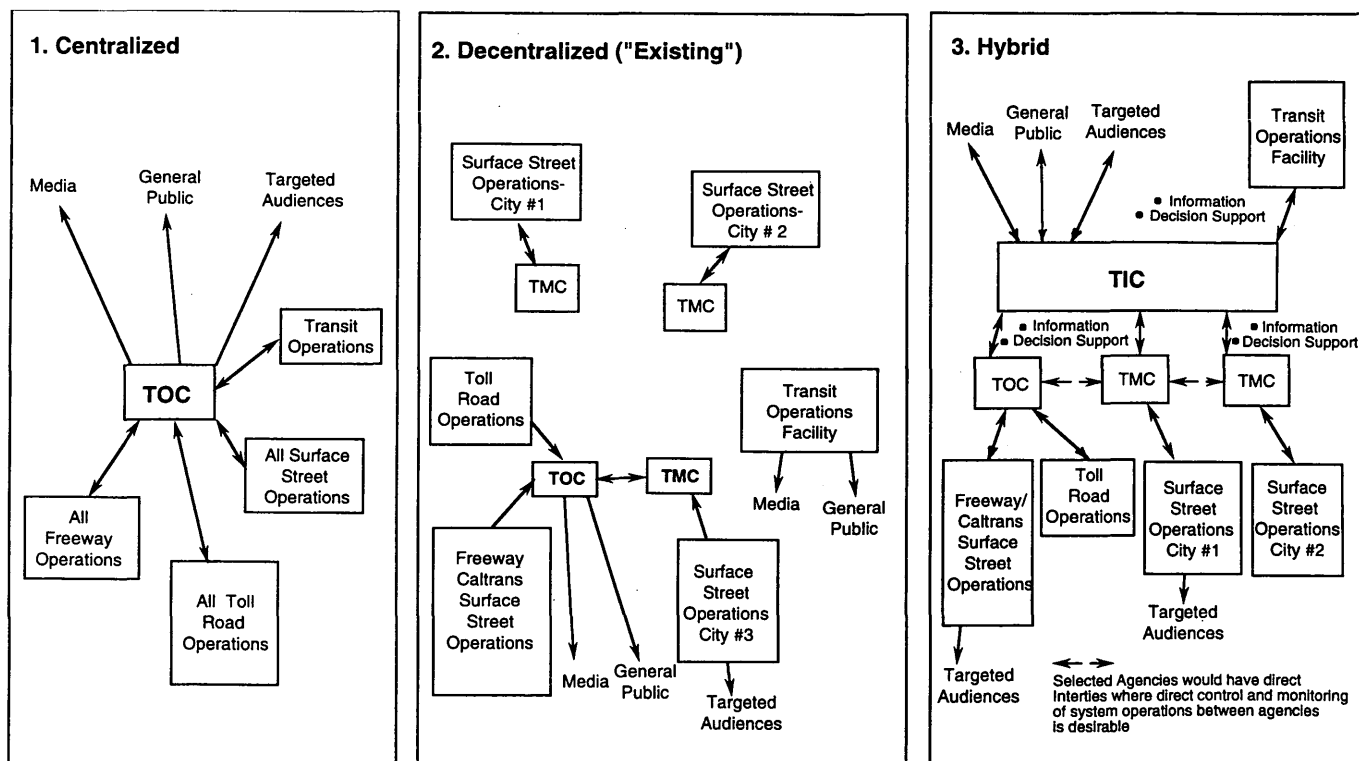 1. Centralized
Media
General
Public
Targeted
Audiences
TOC
Transit
Operations
All Surface
Street
Operations
All
Freeway
Operations
All Toll
Road
Operations
2. Decentralized ("Existing")
Surface Street
Operations-
City #1
TMC
Surface Street
Operations-
City # 2
TMC
Toll
Road
Operations
TOC
TMC
Transit
Operations
Facility
Media
General
Public
Freeway
Caltrans
Surface
Street
Operations
Surface
Street
Operations
City #3
Media
General
Public
Targeted
Audiences
3. Hybrid
Media
General
Public
Targeted
Audiences
Transit
Operations
Facility
• Information
• Decision Support
TIC
• Information
• Decision Support
• Information
• Decision Support
TOC
TMC
TMC
Freeway/
Caltrans
Surface
Street
Operations
Toll
Road
Operations
Surface
Street
Operations
City #1
Surface
Street
Operations
City #2
Targeted
Audiences
Targeted
Audiences
Selected Agencies would have direct
Interties where direct control and monitoring
of system operations between agencies
is desirable